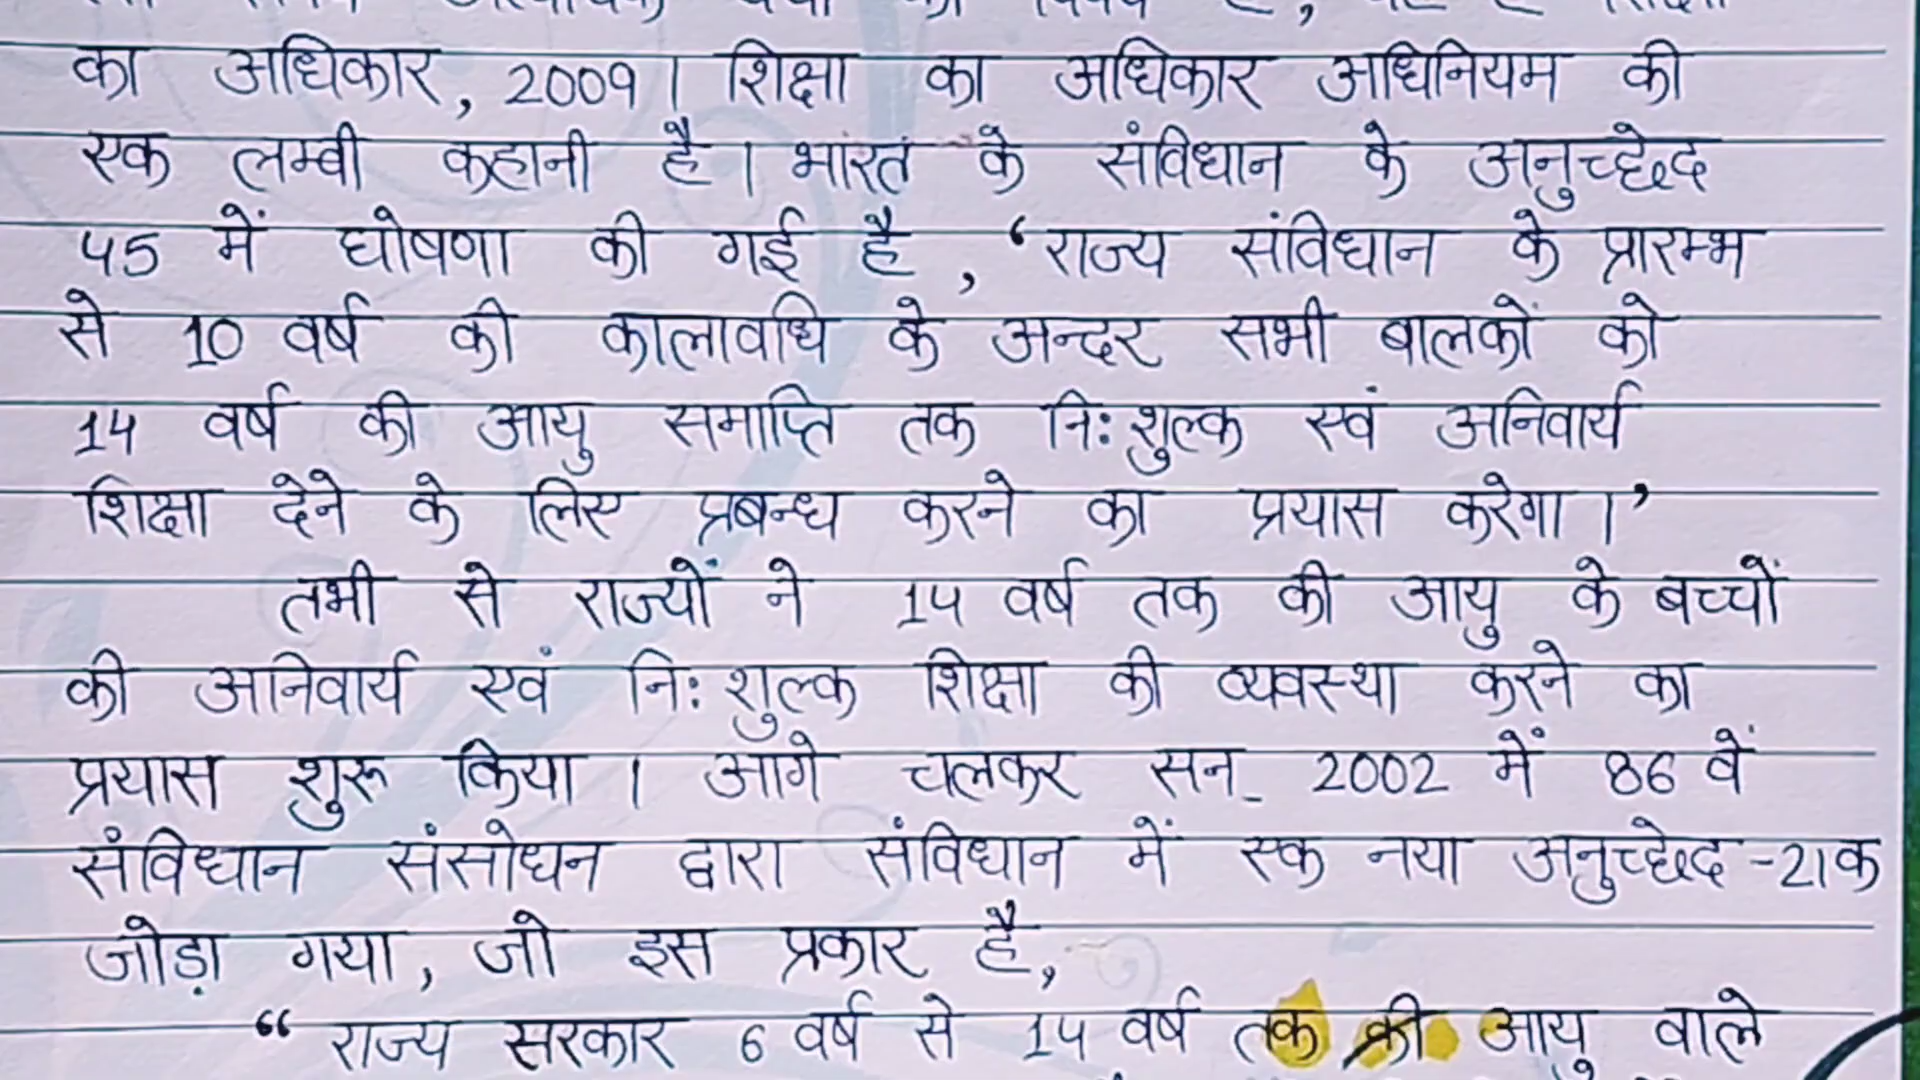 का अधिकार, 2009। शिक्षा का अधिकार अधिनियम की
एक लम्बी कहानी है। भारत के संविधान के अनुच्छेद
45 में घोषणा की गई है, ‘राज्य संविधान के प्रारम्भ
से 10 वर्ष की कालावधि के अन्दर सभी बालकों को
14 वर्ष की आयु समाप्ति तक नि:शुल्क एवं अनिवार्य
शिक्षा देने के लिए प्रबन्ध करने का प्रयास करेगा।’
तभी से राज्यों ने 14 वर्ष तक की आयु के बच्चों
की अनिवार्य एवं नि:शुल्क शिक्षा की व्यवस्था करने का
प्रयास शुरू किया। आगे चलकर सन् 2002 में 86 वें
संविधान संसोधन द्वारा संविधान में एक नया अनुच्छेद -21क
जोड़ा गया, जो इस प्रकार है,
“राज्य सरकार 6 वर्ष से 14 वर्ष तक की आयु वाले